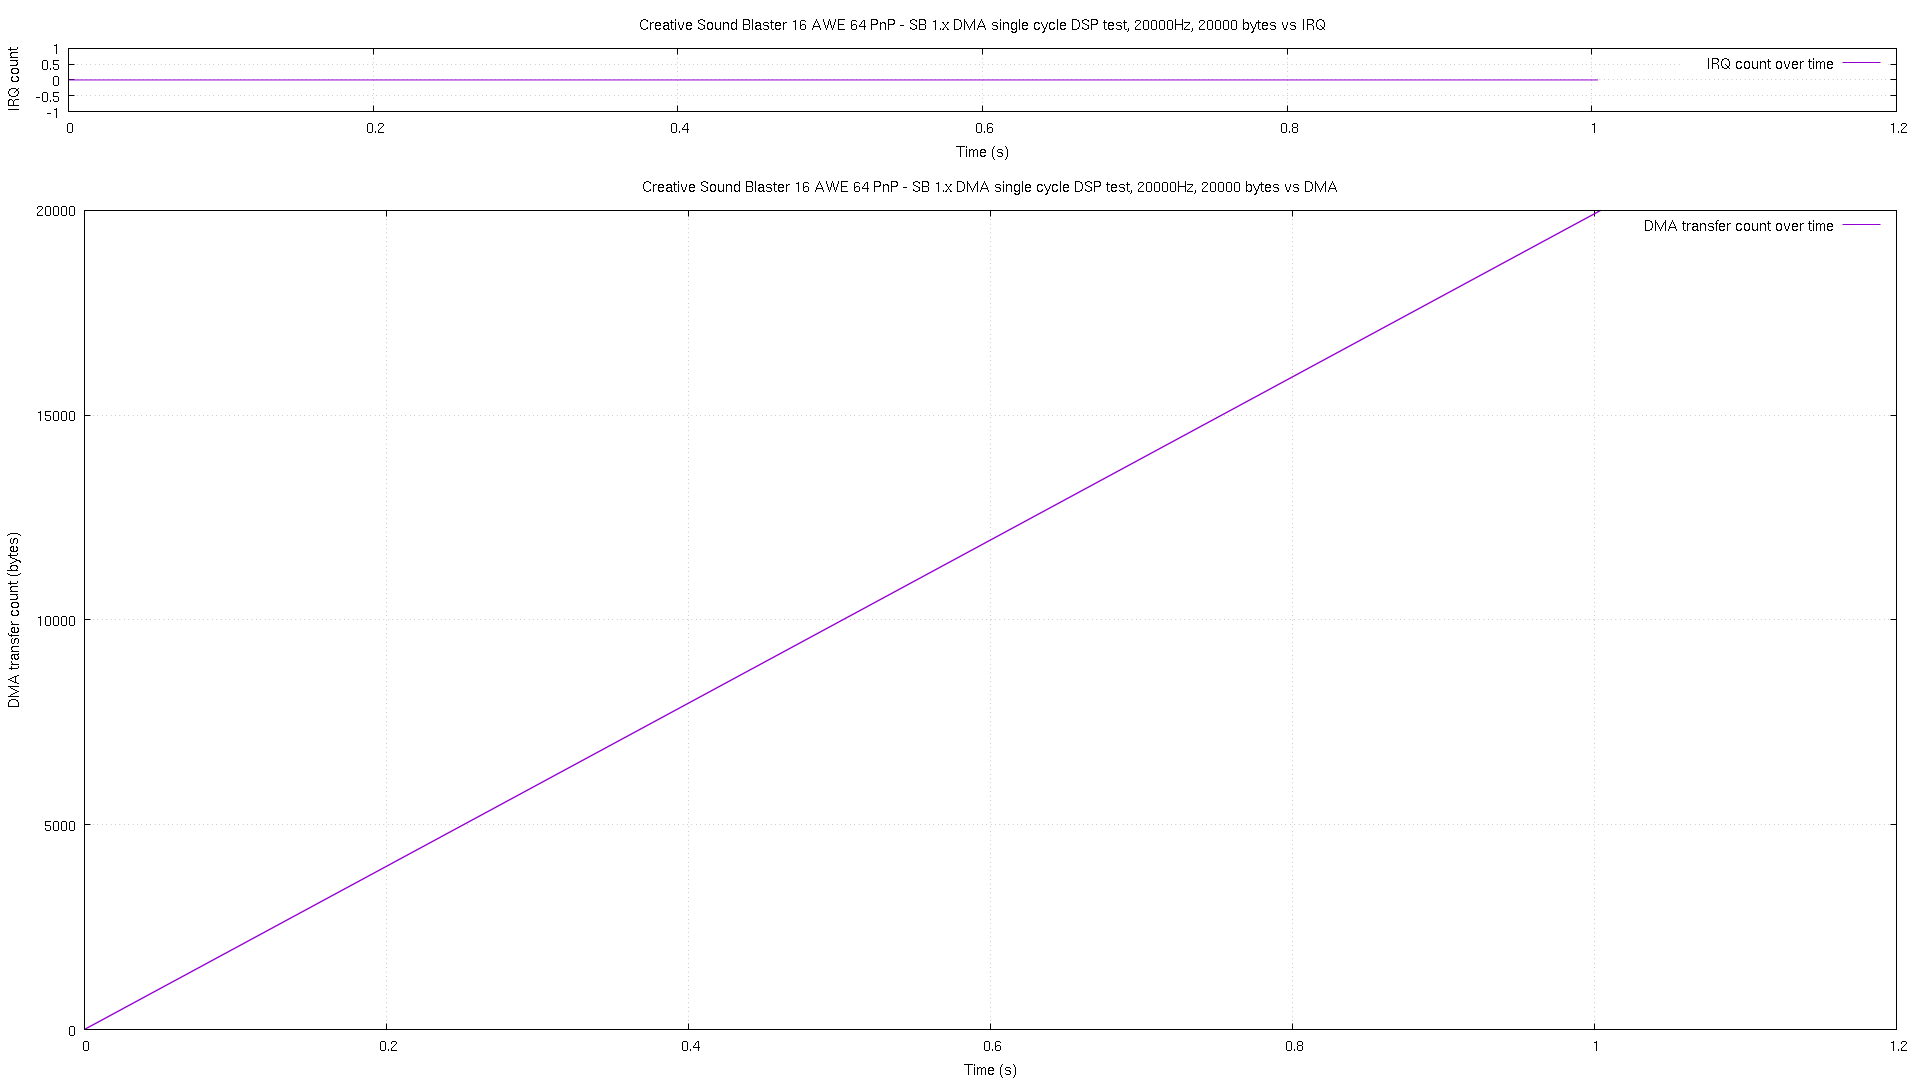 Creative Sound Blaster 16 AWE 64 PnP - SB 1.x DMA single cycle DSP test, 20000Hz, 20000 bytes vs IRQ
IRQ count
1
0.5
0
-0.5
-1
IRQ count over time
0 0.2 0.4 0.6 0.8 1 1.2
Time (s)
Creative Sound Blaster 16 AWE 64 PnP - SB 1.x DMA single cycle DSP test, 20000Hz, 20000 bytes vs DMA
DMA transfer count (bytes)
20000
15000
10000
5000
0
DMA transfer count over time
0 0.2 0.4 0.6 0.8 1 1.2
Time (s)